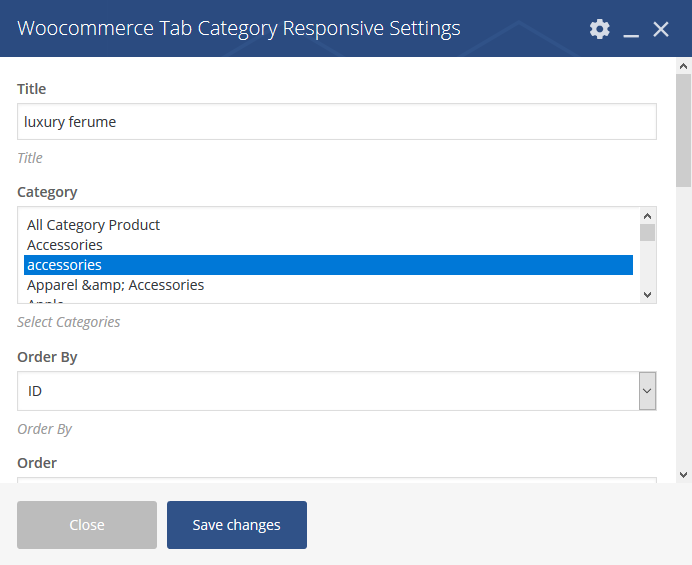 Woocommerce Tab Category Responsive Settings
Title
luxury ferume
Title
Category
All Category Product
Accessories
accessories
Apparel &amp; Accessories
Apple
Select Categories
Order By
ID
Order By
Order
Close
Save changes